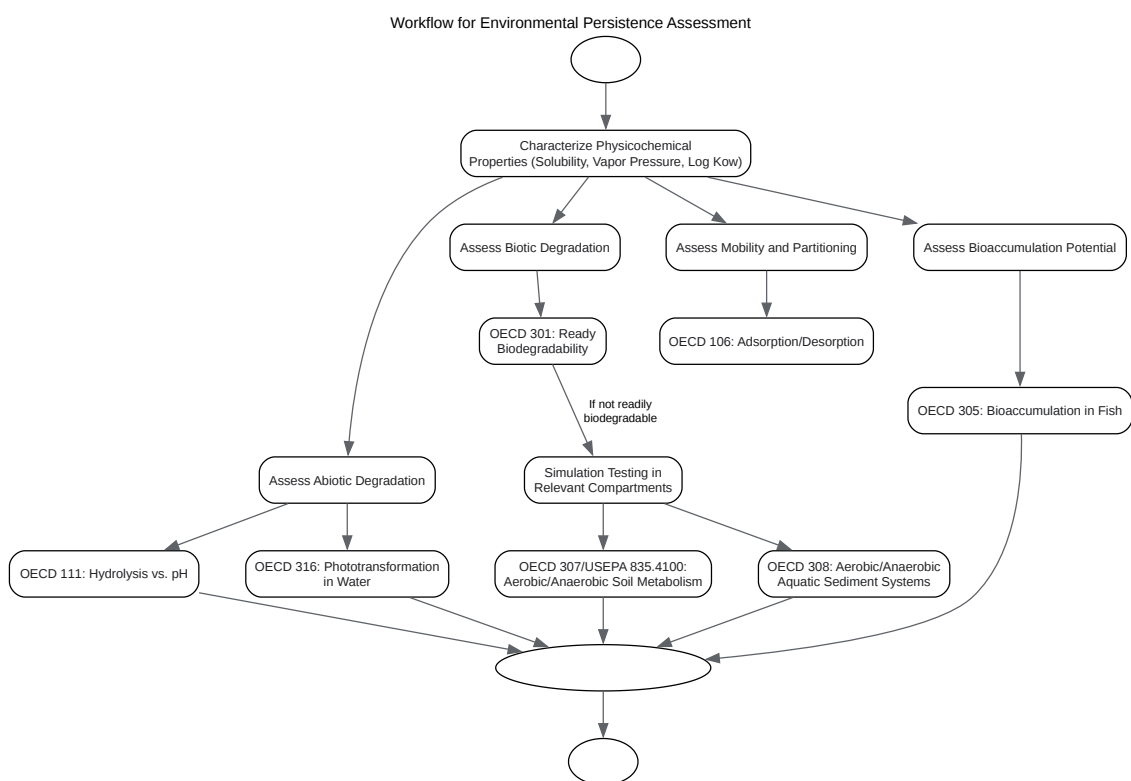 Workflow for Environmental Persistence Assessment
Characterize Physicochemical
Properties (Solubility, Vapor Pressure, Log Kow)
Assess Biotic Degradation
Assess Mobility and Partitioning
Assess Bioaccumulation Potential
OECD 301: Ready
Biodegradability
OECD 106: Adsorption/Desorption
If not readily
biodegradable
OECD 305: Bioaccumulation in Fish
Assess Abiotic Degradation
Simulation Testing in
Relevant Compartments
OECD 111: Hydrolysis vs. pH
OECD 316: Phototransformation
in Water
OECD 307/USEPA 835.4100:
Aerobic/Anaerobic Soil Metabolism
OECD 308: Aerobic/Anaerobic
Aquatic Sediment Systems